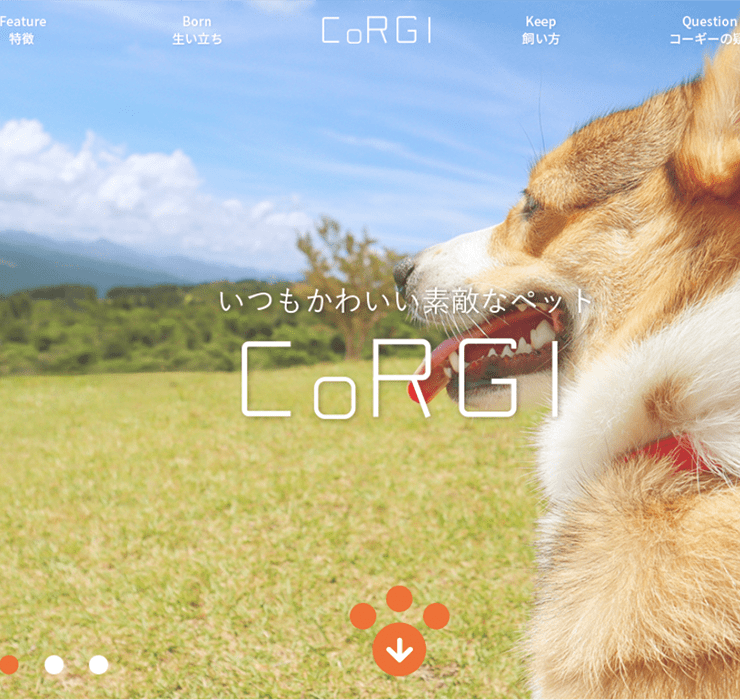 Feature
特徴
Born
生い立ち
CoRGI
Keep
飼い方
Question
コーギーの疑
いつもかわいい素敵なペット
CoRGI